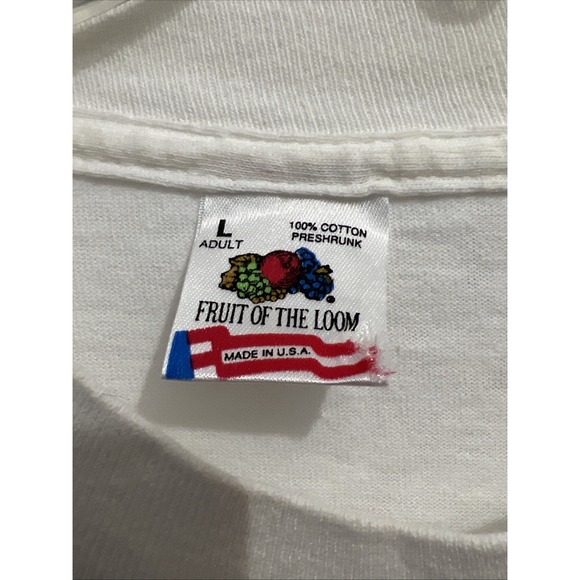 L
ADULT
100% COTTON
PRESHRUNK
FRUIT OF THE LOOM
MADE IN U.S.A.